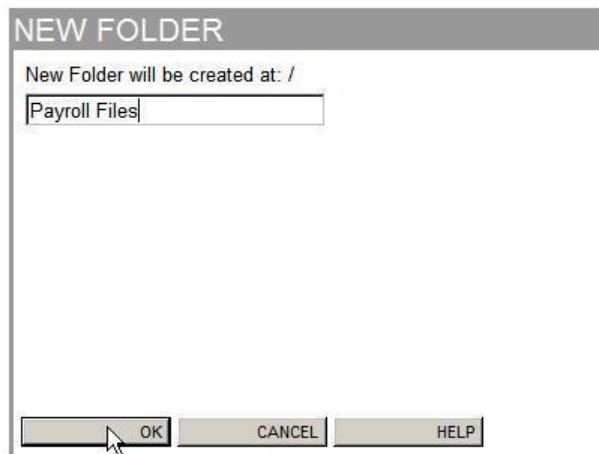 NEW FOLDER
New Folder will be created at: /
Payroll Files
OK CANCEL HELP